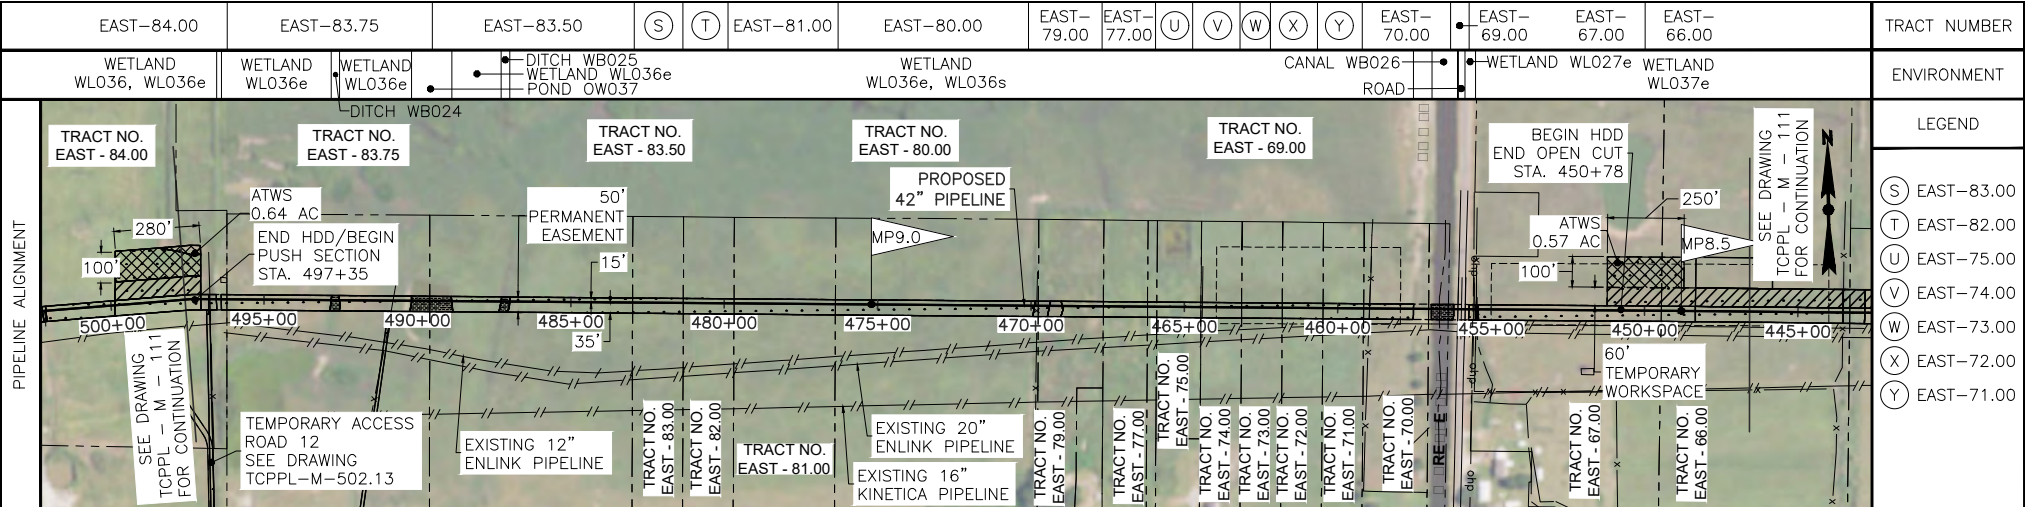 EAST-84.00
EAST-83.75
EAST-83.50
S
T
EAST-81.00
EAST-80.00
EAST-
79.00
EAST-
77.00
U
V
W
X
Y
EAST-
70.00
EAST-
69.00
EAST-
67.00
EAST-
66.00
TRACT NUMBER
WETLAND
WL036, WL036e
WETLAND
WL036e
WETLAND
WL036e
DITCH WB024
DITCH WB025
WETLAND WL036e
POND OW037
WETLAND
WL036e, WL036s
CANAL WB026
ROAD
WETLAND WL027e
WETLAND
WL037e
ENVIRONMENT
PIPELINE ALIGNMENT
TRACT NO.
EAST - 84.00
TRACT NO.
EAST - 83.75
TRACT NO.
EAST - 83.50
TRACT NO.
EAST - 80.00
TRACT NO.
EAST - 69.00
BEGIN HDD
END OPEN CUT
STA. 450+78
SEE DRAWING
TCPPL - M - 111
FOR CONTINUATION
N
LEGEND
S EAST-83.00
T EAST-82.00
U EAST-75.00
V EAST-74.00
W EAST-73.00
X EAST-72.00
Y EAST-71.00
ATWS
0.64 AC
280'
100'
END HDD/BEGIN
PUSH SECTION
STA. 497+35
50'
PERMANENT
EASEMENT
15'
35'
PROPOSED
42" PIPELINE
MP9.0
250'
ATWS
0.57 AC
100'
MP8.5
500+00
495+00
490+00
485+00
480+00
475+00
470+00
465+00
460+00
455+00
450+00
445+00
ohp
ohp
60'
TEMPORARY
WORKSPACE
SEE DRAWING
TCPPL - M - 111
FOR CONTINUATION
TEMPORARY ACCESS
ROAD 12
SEE DRAWING
TCPPL-M-502.13
EXISTING 12"
ENLINK PIPELINE
TRACT NO.
EAST - 83.00
TRACT NO.
EAST - 82.00
TRACT NO.
EAST - 81.00
EXISTING 20"
ENLINK PIPELINE
EXISTING 16"
KINETICA PIPELINE
TRACT NO.
EAST - 79.00
TRACT NO.
EAST - 77.00
TRACT NO.
EAST - 75.00
TRACT NO.
EAST - 74.00
TRACT NO.
EAST - 73.00
TRACT NO.
EAST - 72.00
TRACT NO.
EAST - 71.00
TRACT NO.
EAST - 70.00
TRACT NO.
EAST - 67.00
TRACT NO.
EAST - 66.00